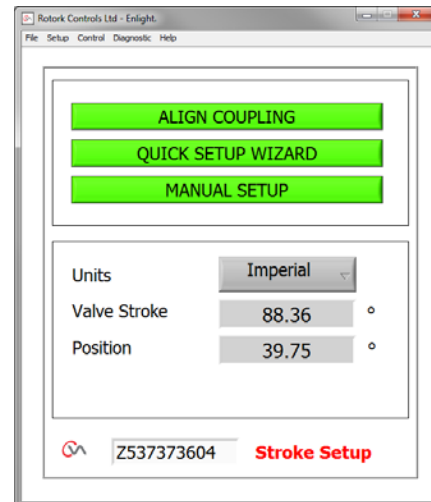 Rotork Controls Ltd - Enlight.
File Setup Control Diagnostic Help
ALIGN COUPLING
QUICK SETUP WIZARD
MANUAL SETUP
Units Imperial
Valve Stroke 88.36 °
Position 39.75 °
Z537373604 Stroke Setup